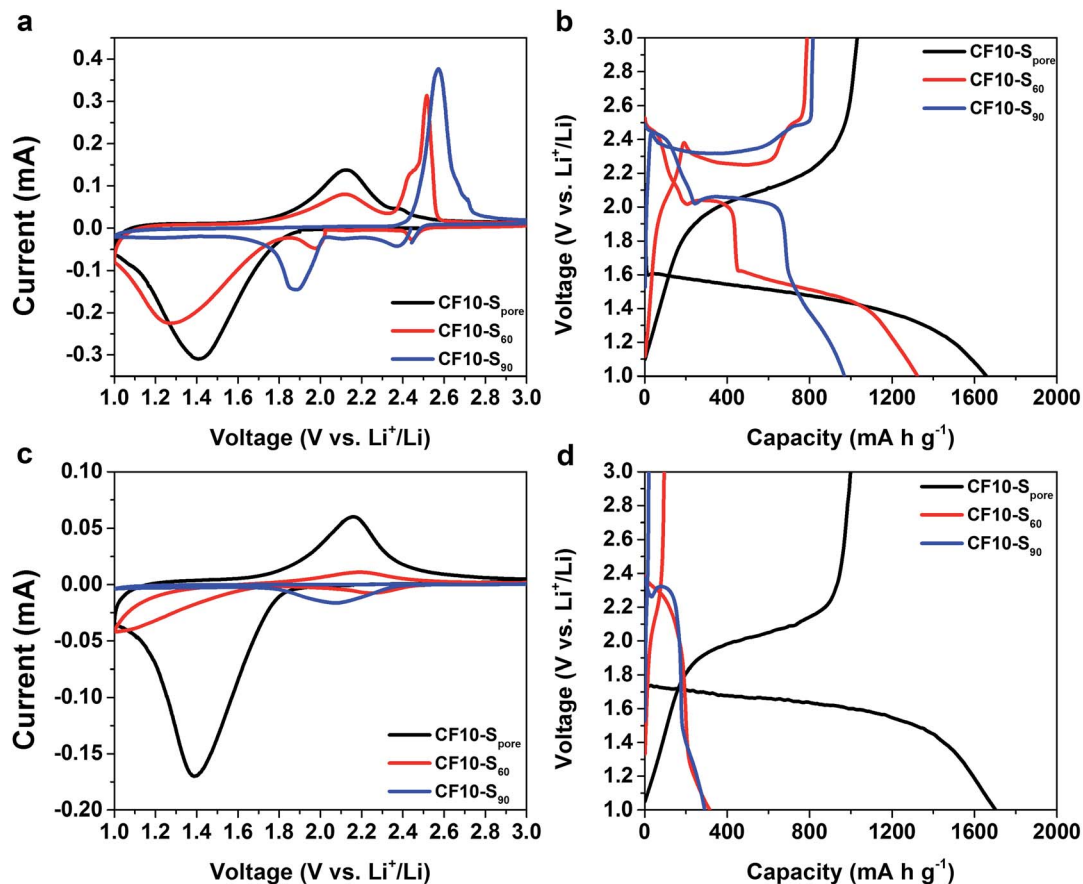 a
0.4
0.3
0.2
0.1
0.0
-0.1
-0.2
-0.3
Current (mA)
CF10-Spore
CF10-S60
CF10-S90
1.0 1.2 1.4 1.6 1.8 2.0 2.2 2.4 2.6 2.8 3.0
Voltage (V vs. Li+/Li)
b
3.0
2.8
2.6
2.4
2.2
2.0
1.8
1.6
1.4
1.2
1.0
Voltage (V vs. Li+/Li)
CF10-Spore
CF10-S60
CF10-S90
0 400 800 1200 1600 2000
Capacity (mA h g-1)
c
0.10
0.05
0.00
-0.05
-0.10
-0.15
-0.20
Current (mA)
CF10-Spore
CF10-S60
CF10-S90
1.0 1.2 1.4 1.6 1.8 2.0 2.2 2.4 2.6 2.8 3.0
Voltage (V vs. Li+/Li)
d
3.0
2.8
2.6
2.4
2.2
2.0
1.8
1.6
1.4
1.2
1.0
Voltage (V vs. Li+/Li)
CF10-Spore
CF10-S60
CF10-S90
0 400 800 1200 1600 2000
Capacity (mA h g-1)